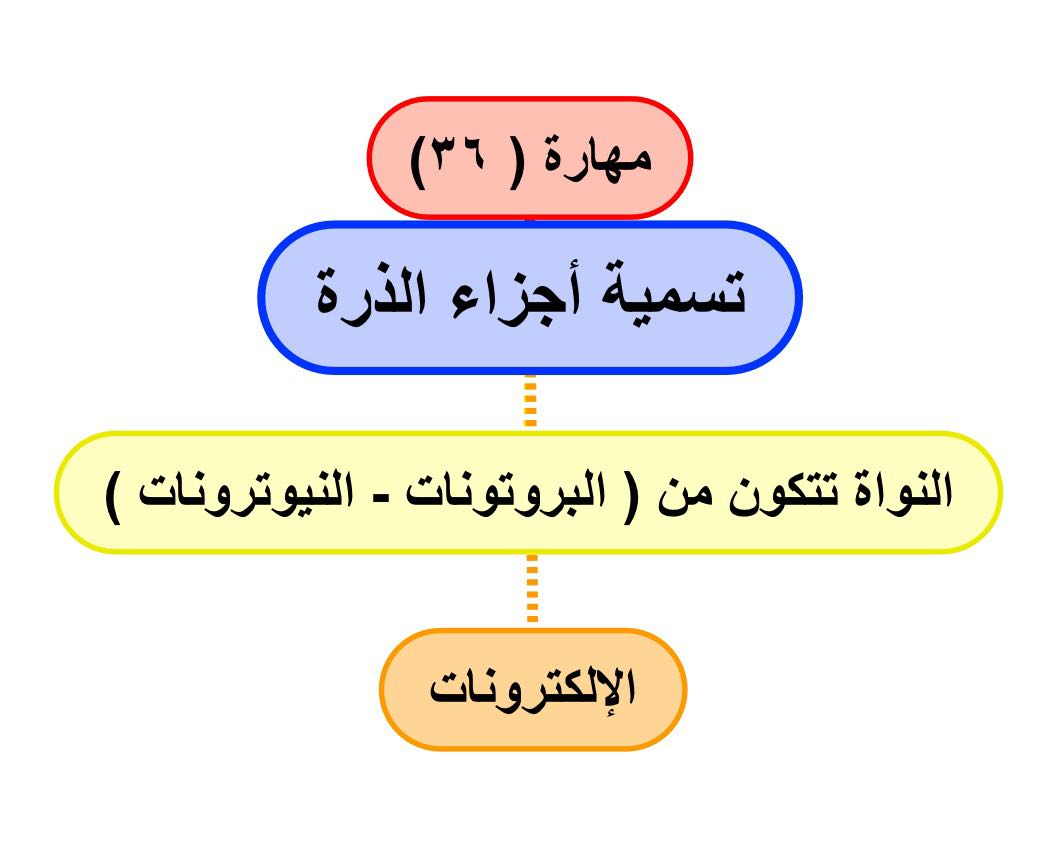 مهارة ( ٣٦)
تسمية أجزاء الذرة
النواة تتكون من ( البروتونات - النيوترونات )
الإلكترونات